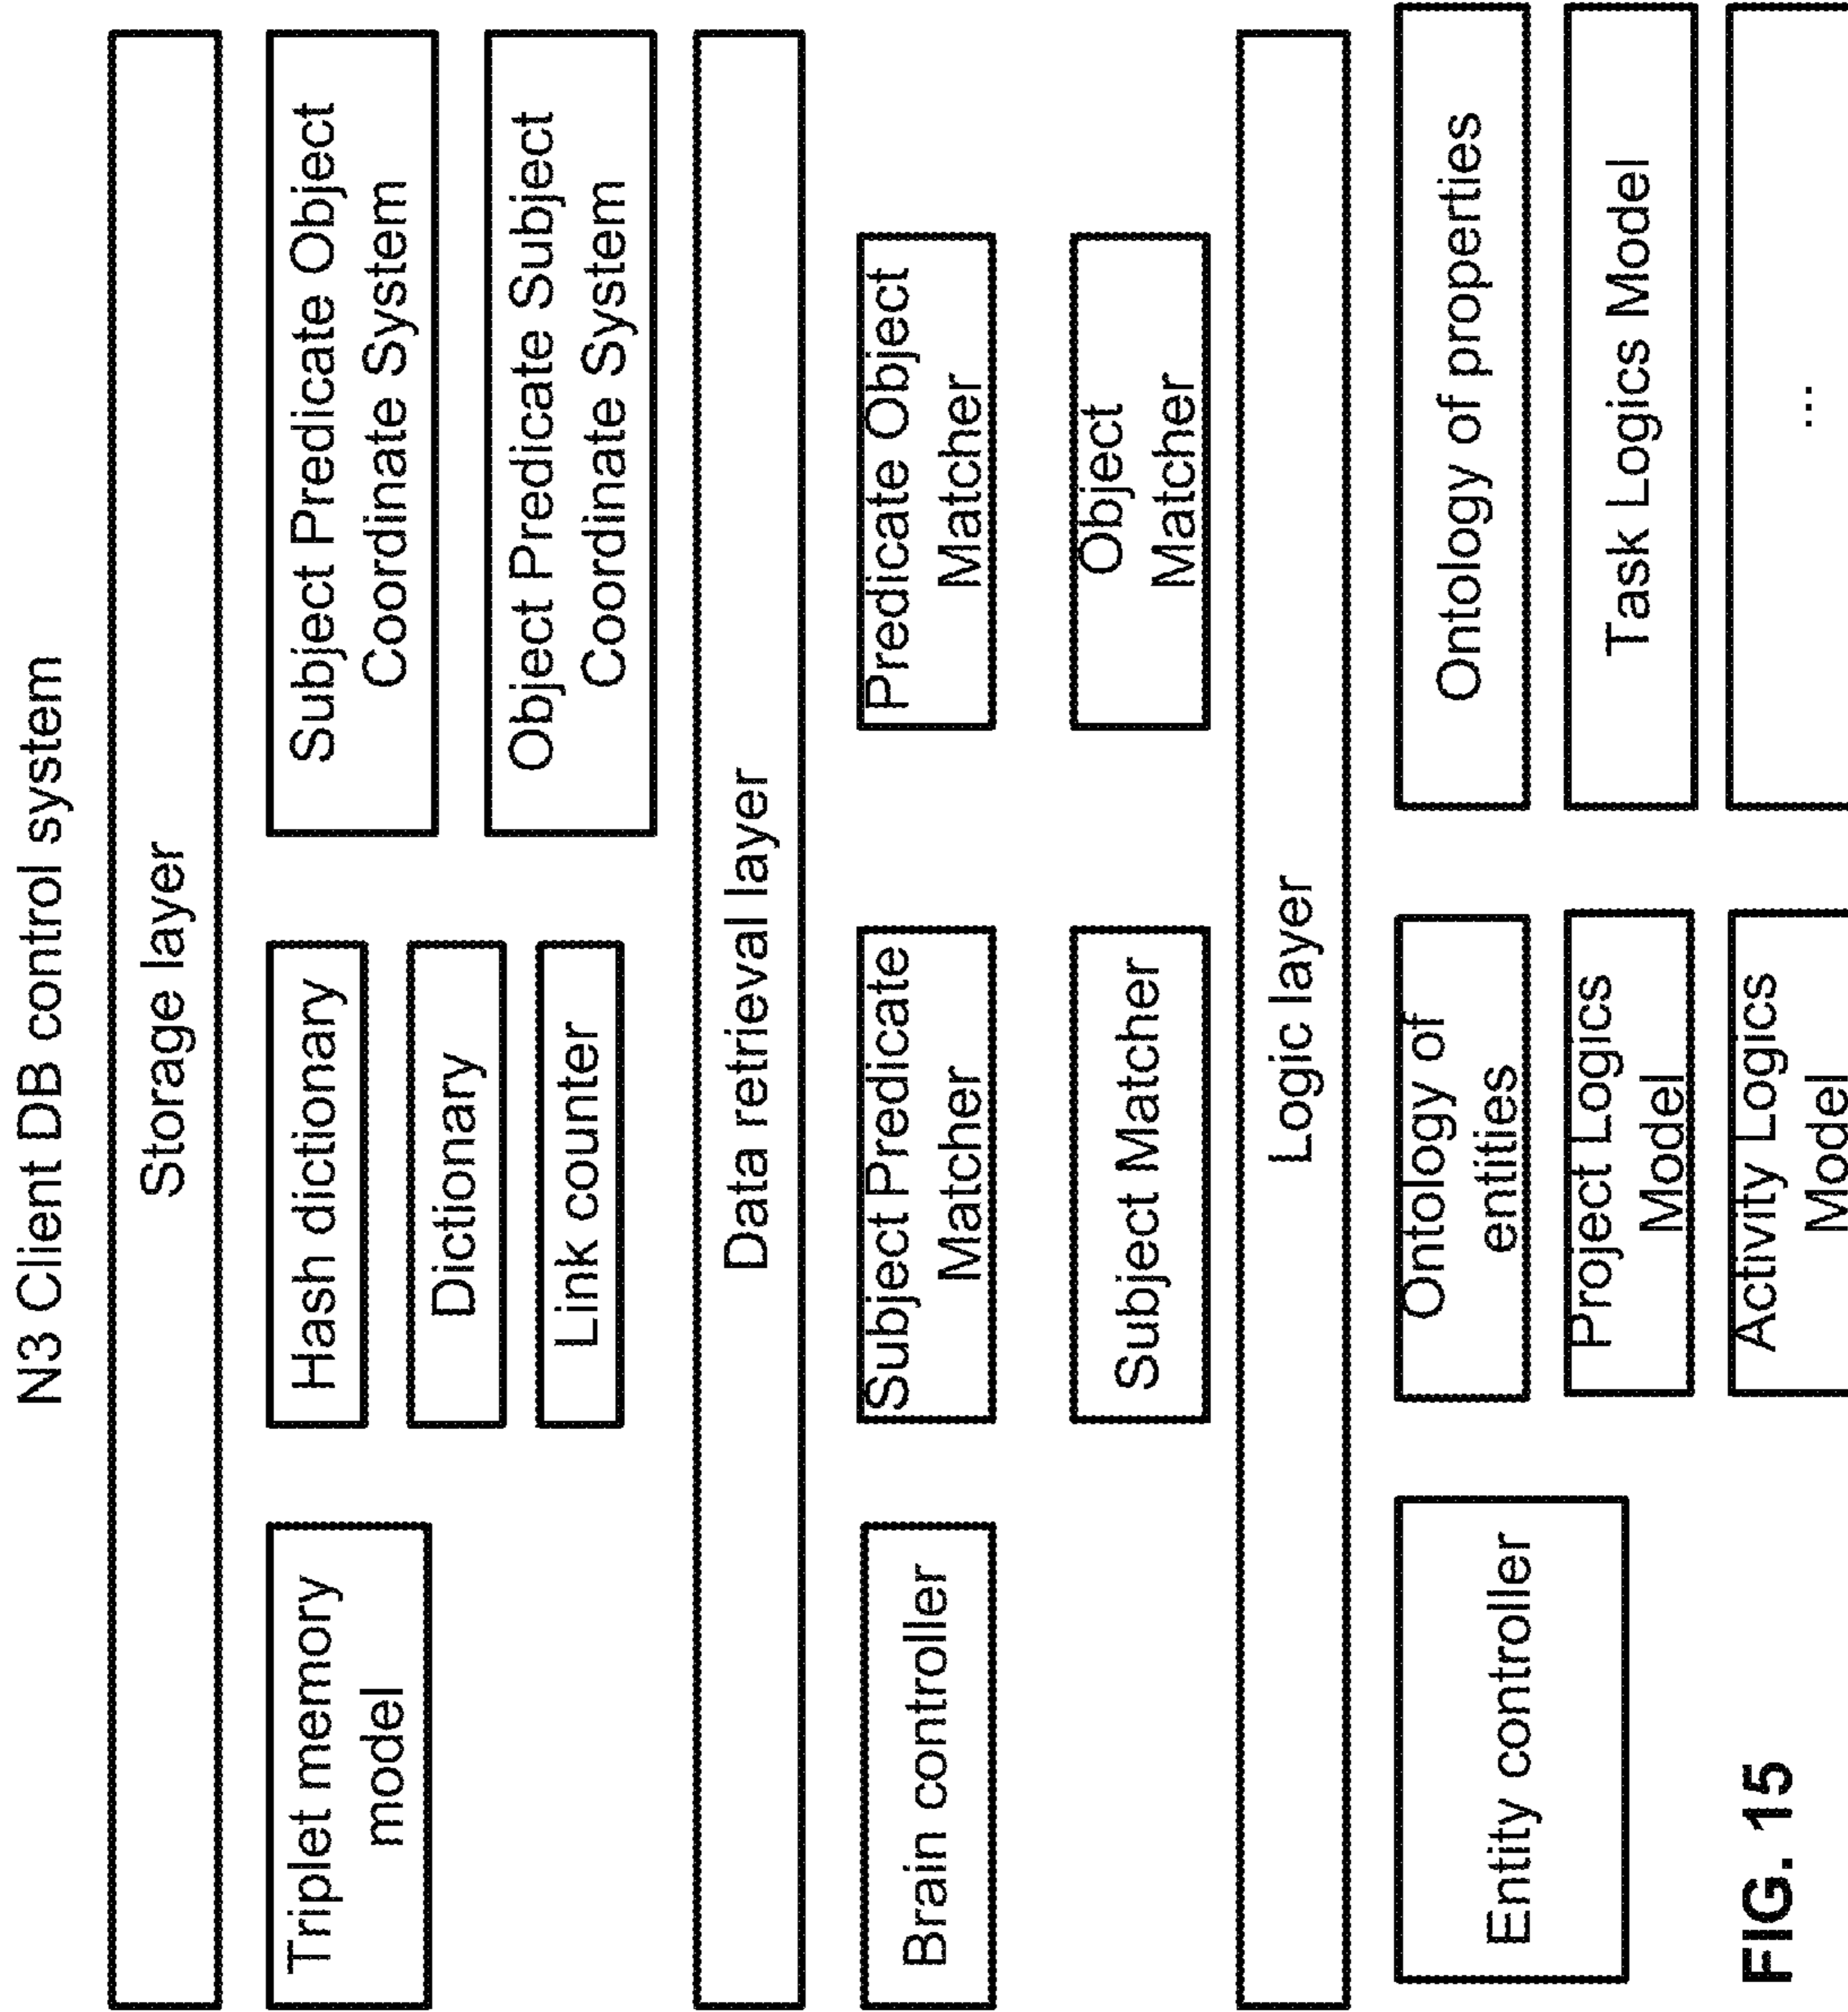 N3 Client DB control system
Storage layer
Triplet memory
model
Hash dictionary
Dictionary
Link counter
Subject Predicate Object
Coordinate System
Object Predicate Subject
Coordinate System
Data retrieval layer
Brain controller
Subject Predicate
Matcher
Predicate Object
Matcher
Subject Matcher
Object
Matcher
Logic layer
Entity controller
Ontology of
entities
Ontology of properties
Project Logics
Model
Task Logics Model
Activity Logics
Model
...
FIG. 15